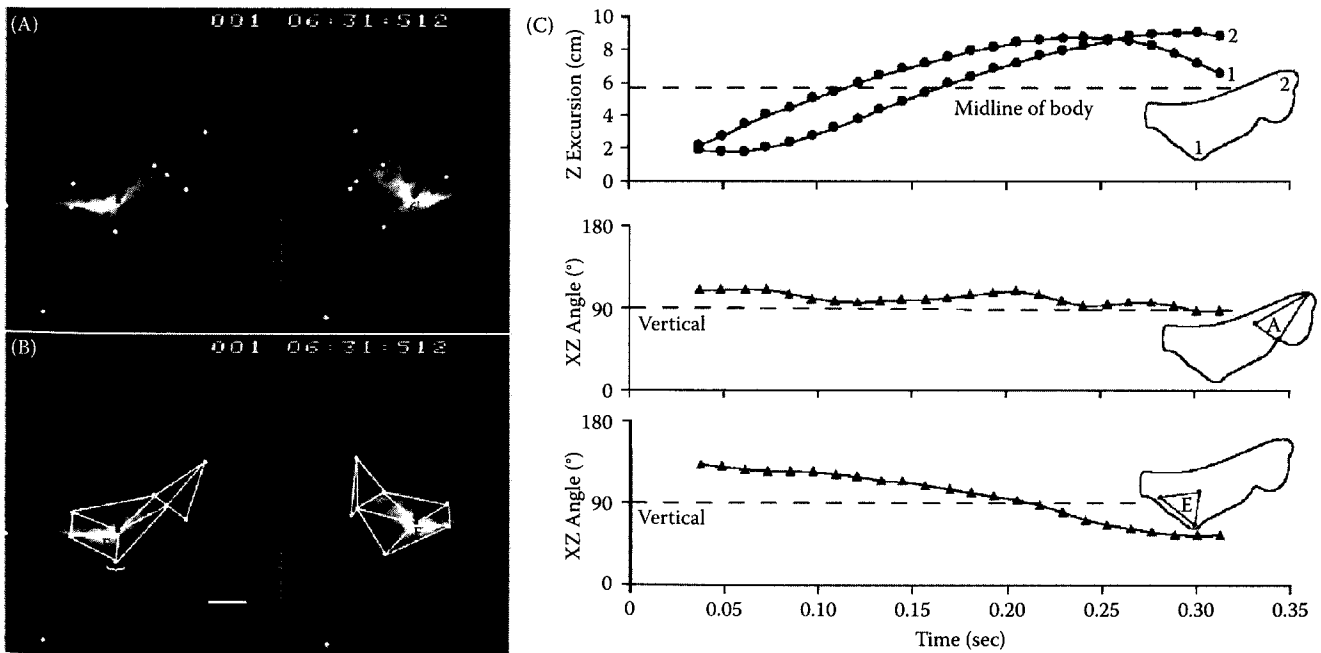 (A)
001 06:31:512
(B)
001 06:31:512
(C)
10
8
6
4
2
0
Z Excursion (cm)
Midline of body
2
1
2
1
180
90
0
XZ Angle (°)
Vertical
A
180
90
0
XZ Angle (°)
Vertical
E
0 0.05 0.10 0.15 0.20 0.25 0.30 0.35
Time (sec)